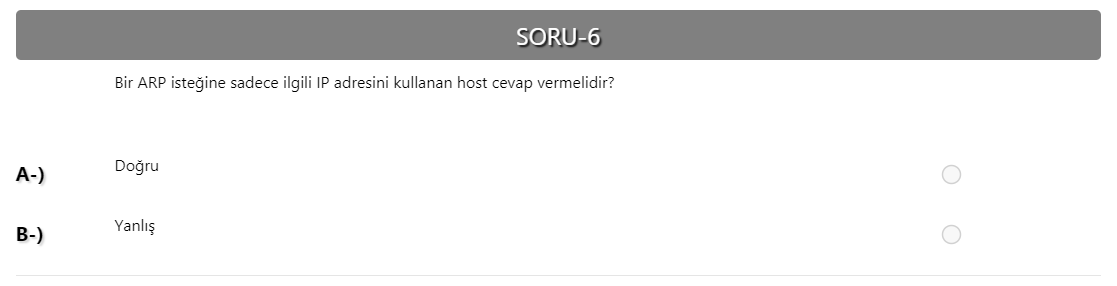 SORU-6
Bir ARP isteğine sadece ilgili IP adresini kullanan host cevap vermelidir?
A-) Doğru
B-) Yanlış